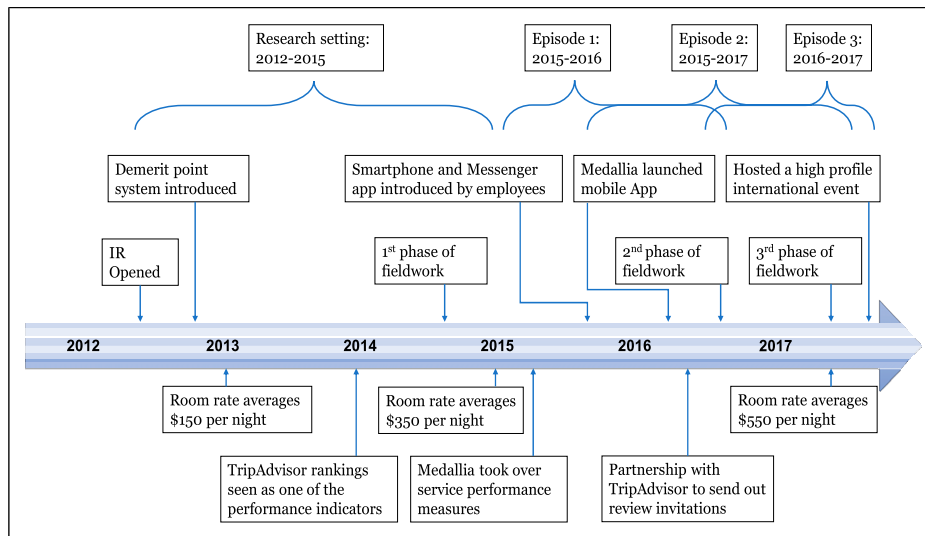 Research setting:
2012-2015
Episode 1:
2015-2016
Episode 2:
2015-2017
Episode 3:
2016-2017
Demerit point
system introduced
Smartphone and Messenger
app introduced by employees
Medallia launched
mobile App
Hosted a high profile
international event
IR
Opened
1st phase of
fieldwork
2nd phase of
fieldwork
3rd phase of
fieldwork
2012
2013
2014
2015
2016
2017
Room rate averages
$150 per night
Room rate averages
$350 per night
Room rate averages
$550 per night
TripAdvisor rankings
seen as one of the
performance indicators
Medallia took over
service performance
measures
Partnership with
TripAdvisor to send out
review invitations